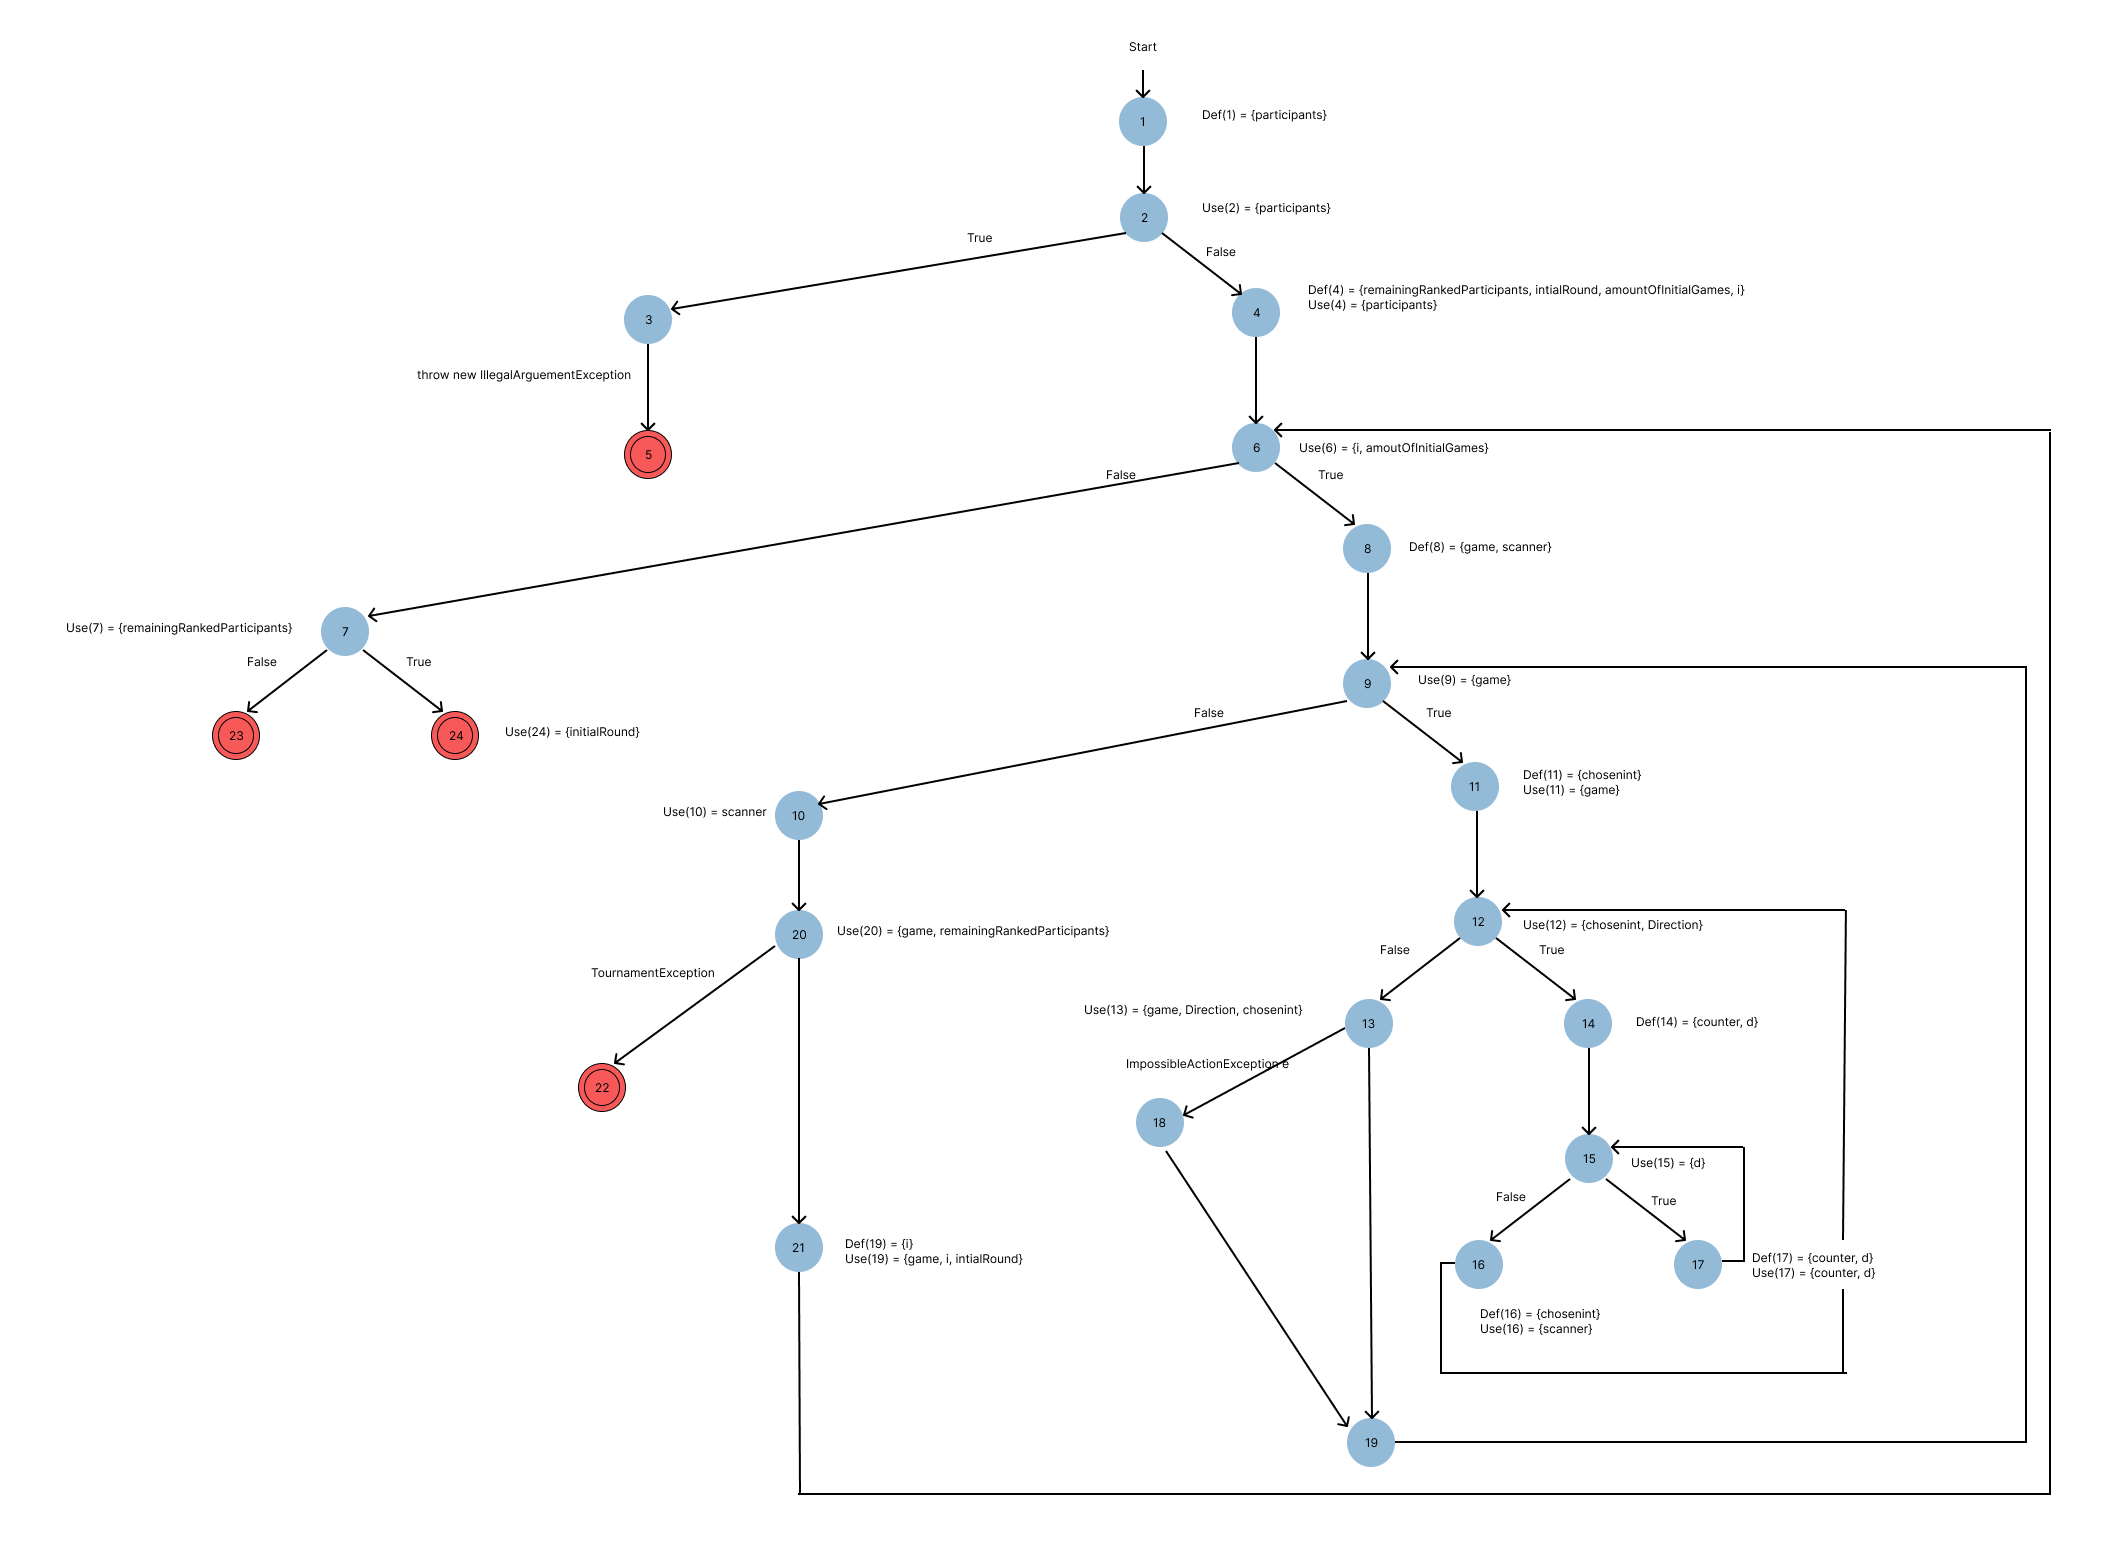 Start
1
Def(1) = {participants}
2
Use(2) = {participants}
True
False
3
4
Def(4) = {remainingRankedParticipants, intialRound, amountOfInitialGames, i}
Use(4) = {participants}
throw new IllegalArguementException
5
6
Use(6) = {i, amoutOfInitialGames}
False
True
8
Def(8) = {game, scanner}
Use(7) = {remainingRankedParticipants}
7
False
True
23
24
Use(24) = {initialRound}
9
Use(9) = {game}
False
True
11
Def(11) = {chosenint}
Use(11) = {game}
Use(10) = scanner
10
20
Use(20) = {game, remainingRankedParticipants}
TournamentException
22
12
Use(12) = {chosenint, Direction}
False
True
Use(13) = {game, Direction, chosenint}
13
14
Def(14) = {counter, d}
ImpossibleActionException e
18
15
Use(15) = {d}
False
True
16
17
Def(17) = {counter, d}
Use(17) = {counter, d}
Def(16) = {chosenint}
Use(16) = {scanner}
21
Def(19) = {i}
Use(19) = {game, i, intialRound}
19